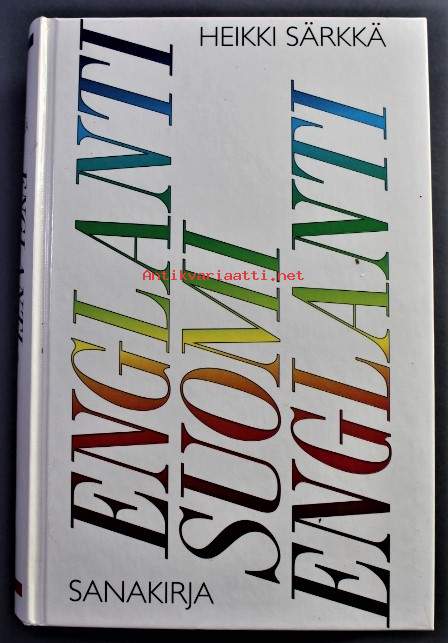 HEIKKI SÄRKKÄ
ENGLANTI
SUOMI
ENGLANTI
SANAKIRJA
Antikvariaatti.net